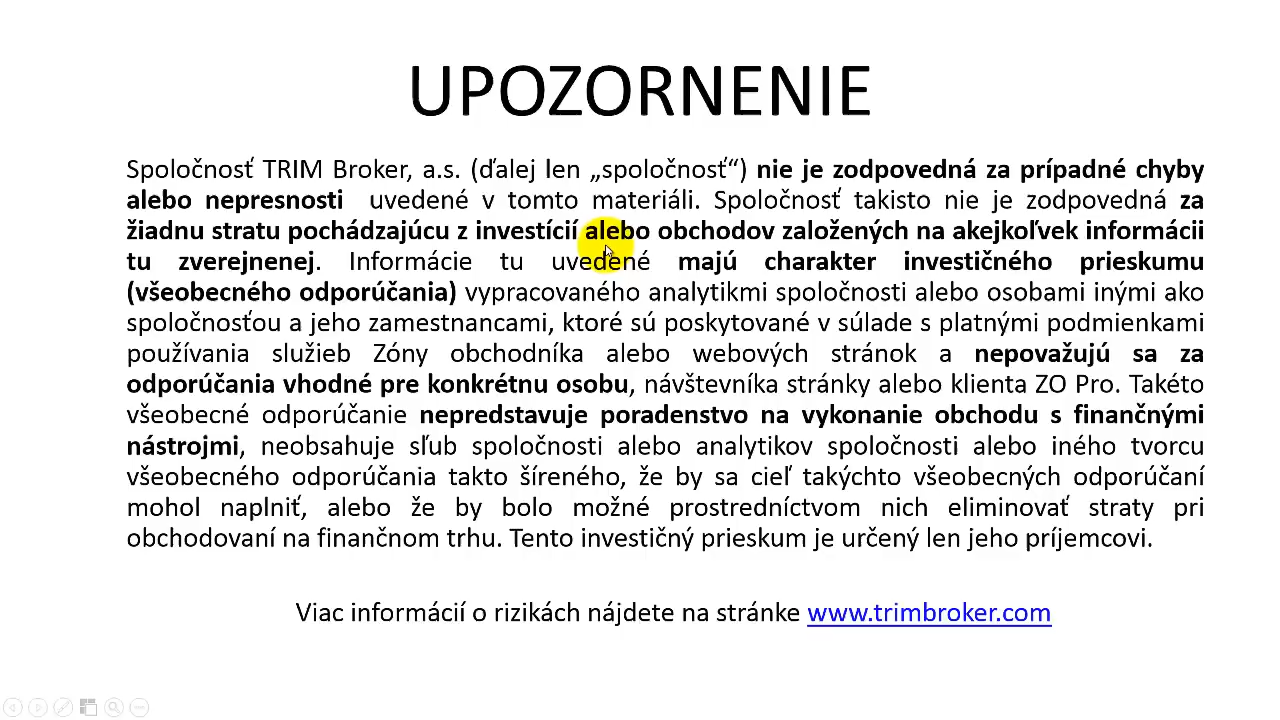 UPOZORNENIE
Spoločnosť TRIM Broker, a.s. (ďalej len „spoločnosť“) nie je zodpovedná za prípadné chyby
alebo nepresnosti uvedené v tomto materiáli. Spoločnosť takisto nie je zodpovedná za
žiadnu stratu pochádzajúcu z investícií alebo obchodov založených na akejkoľvek informácii
tu zverejnenej. Informácie tu uvedené majú charakter investičného prieskumu
(všeobecného odporúčania) vypracovaného analytikmi spoločnosti alebo osobami inými ako
spoločnosťou a jeho zamestnancami, ktoré sú poskytované v súlade s platnými podmienkami
používania služieb Zóny obchodníka alebo webových stránok a nepovažujú sa za
odporúčania vhodné pre konkrétnu osobu, návštevníka stránky alebo klienta ZO Pro. Takéto
všeobecné odporúčanie nepredstavuje poradenstvo na vykonanie obchodu s finančnými
nástrojmi, neobsahuje sľub spoločnosti alebo analytikov spoločnosti alebo iného tvorcu
všeobecného odporúčania takto šíreného, že by sa cieľ takýchto všeobecných odporúčaní
mohol naplniť, alebo že by bolo možné prostredníctvom nich eliminovať straty pri
obchodovaní na finančnom trhu. Tento investičný prieskum je určený len jeho príjemcovi.
Viac informácií o rizikách nájdete na stránke www.trimbroker.com